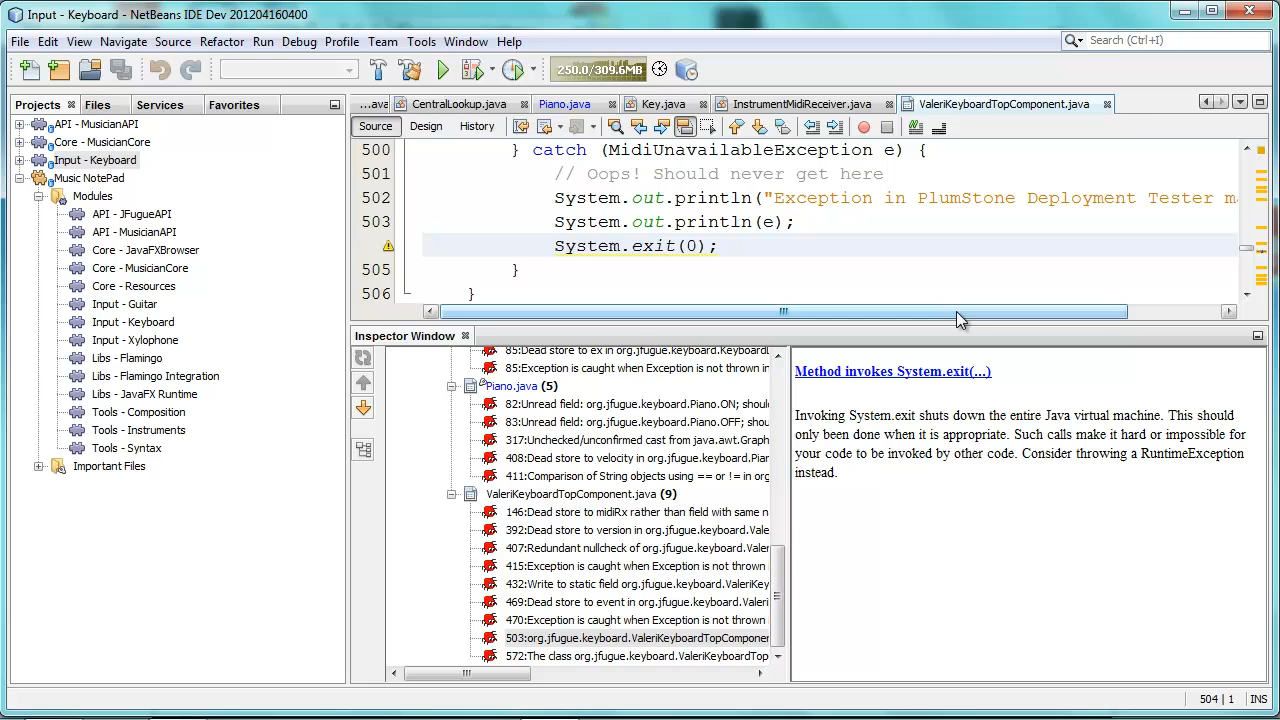 Input - Keyboard - NetBeans IDE Dev 201204160400
File Edit View Navigate Source Refactor Run Debug Profile Team Tools Window Help
Search (Ctrl+I)
250.0/309.6MB
Projects Files Services Favorites
...ava CentralLookup.java Piano.java Key.java InstrumentMidiReceiver.java ValeriKeyboardTopComponent.java
Source Design History
API - MusicianAPI
Core - MusicianCore
Input - Keyboard
Music NotePad
Modules
API - JFugueAPI
API - MusicianAPI
Core - JavaFXBrowser
Core - MusicianCore
Core - Resources
Input - Guitar
Input - Keyboard
Input - Xylophone
Libs - Flamingo
Libs - Flamingo Integration
Libs - JavaFX Runtime
Tools - Composition
Tools - Instruments
Tools - Syntax
Important Files
500 } catch (MidiUnavailableException e) {
501 // Oops! Should never get here
502 System.out.println("Exception in PlumStone Deployment Tester m
503 System.out.println(e);
System.exit(0);
505 }
506 }
Inspector Window
85:Dead store to ex in org.jfugue.keyboard.Keyboard
85:Exception is caught when Exception is not thrown in
Piano.java (5)
82:Unread field: org.jfugue.keyboard.Piano.ON; shoul
83:Unread field: org.jfugue.keyboard.Piano.OFF; shou
317:Unchecked/unconfirmed cast from java.awt.Graph
408:Dead store to velocity in org.jfugue.keyboard.Pia
411:Comparison of String objects using == or != in org
ValeriKeyboardTopComponent.java (9)
146:Dead store to midiRx rather than field with same n
392:Dead store to version in org.jfugue.keyboard.Vale
407:Redundant nullcheck of org.jfugue.keyboard.Valer
415:Exception is caught when Exception is not thrown
432:Write to static field org.jfugue.keyboard.ValeriKey
469:Dead store to event in org.jfugue.keyboard.Valeri
470:Exception is caught when Exception is not thrown
503:org.jfugue.keyboard.ValeriKeyboardTopComponen
572:The class org.jfugue.keyboard.ValeriKeyboardTop
Method invokes System.exit(...)
Invoking System.exit shuts down the entire Java virtual machine. This should
only been done when it is appropriate. Such calls make it hard or impossible for
your code to be invoked by other code. Consider throwing a RuntimeException
instead.
504 | 1 INS